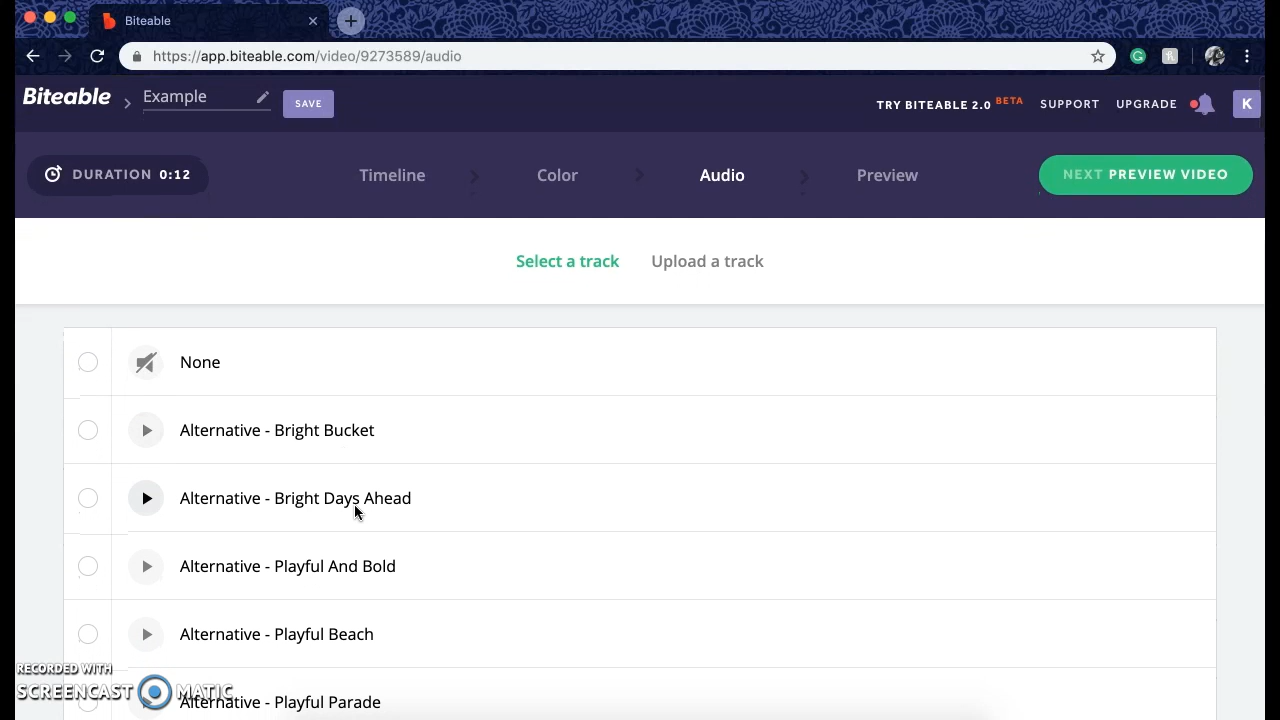 Biteable
https://app.biteable.com/video/9273589/audio
Biteable > Example SAVE TRY BITEABLE 2.0 BETA SUPPORT UPGRADE K
DURATION 0:12 Timeline > Color > Audio > Preview NEXT PREVIEW VIDEO
Select a track Upload a track
None
Alternative - Bright Bucket
Alternative - Bright Days Ahead
Alternative - Playful And Bold
Alternative - Playful Beach
RECORDED WITH
SCREENCAST MATIC
Alternative - Playful Parade